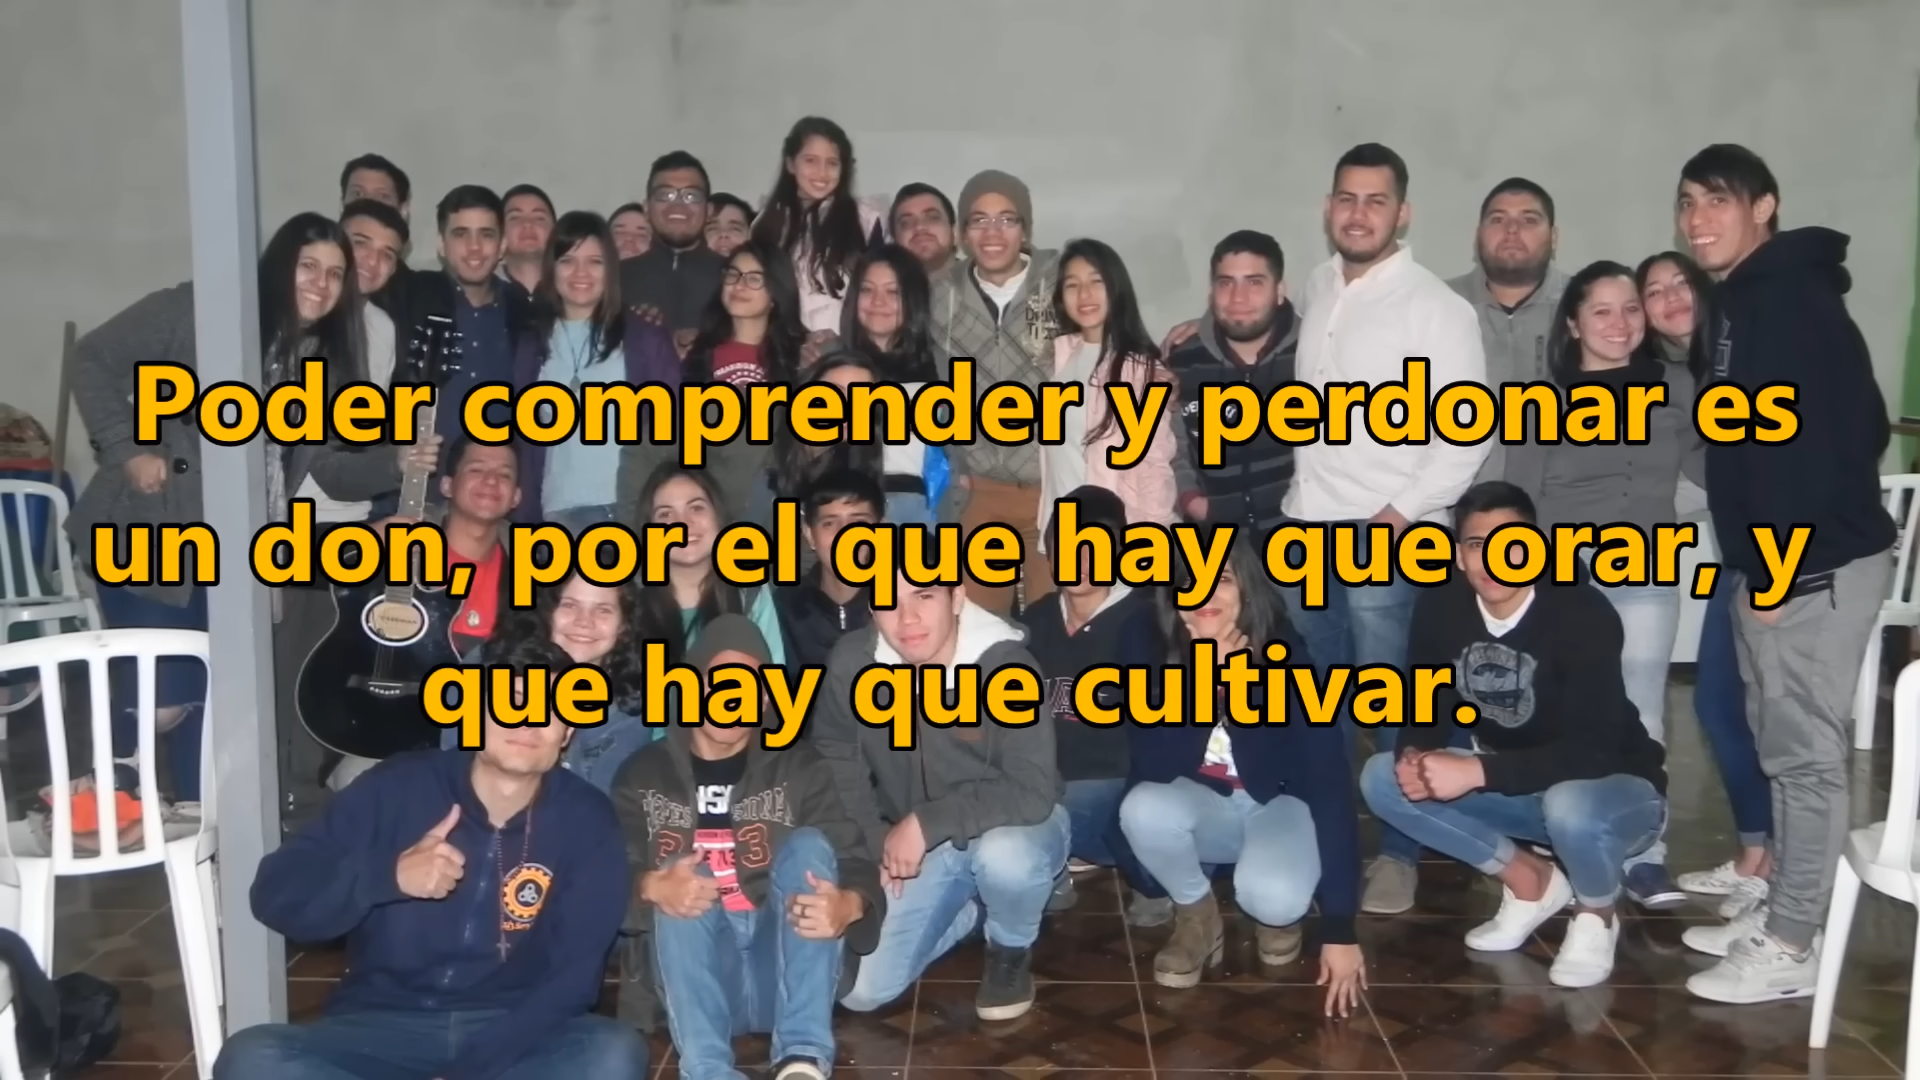 Poder comprender y perdonar es
un don, por el que hay que orar, y
que hay que cultivar.